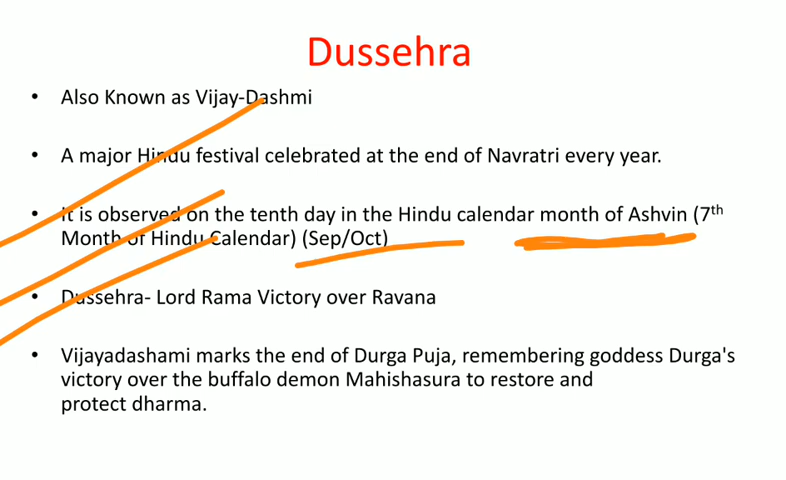 Dussehra
• Also Known as Vijay-Dashmi
• A major Hindu festival celebrated at the end of Navratri every year.
• It is observed on the tenth day in the Hindu calendar month of Ashvin (7th
Month of Hindu Calendar) (Sep/Oct)
• Dussehra- Lord Rama Victory over Ravana
• Vijayadashami marks the end of Durga Puja, remembering goddess Durga's
victory over the buffalo demon Mahishasura to restore and
protect dharma.